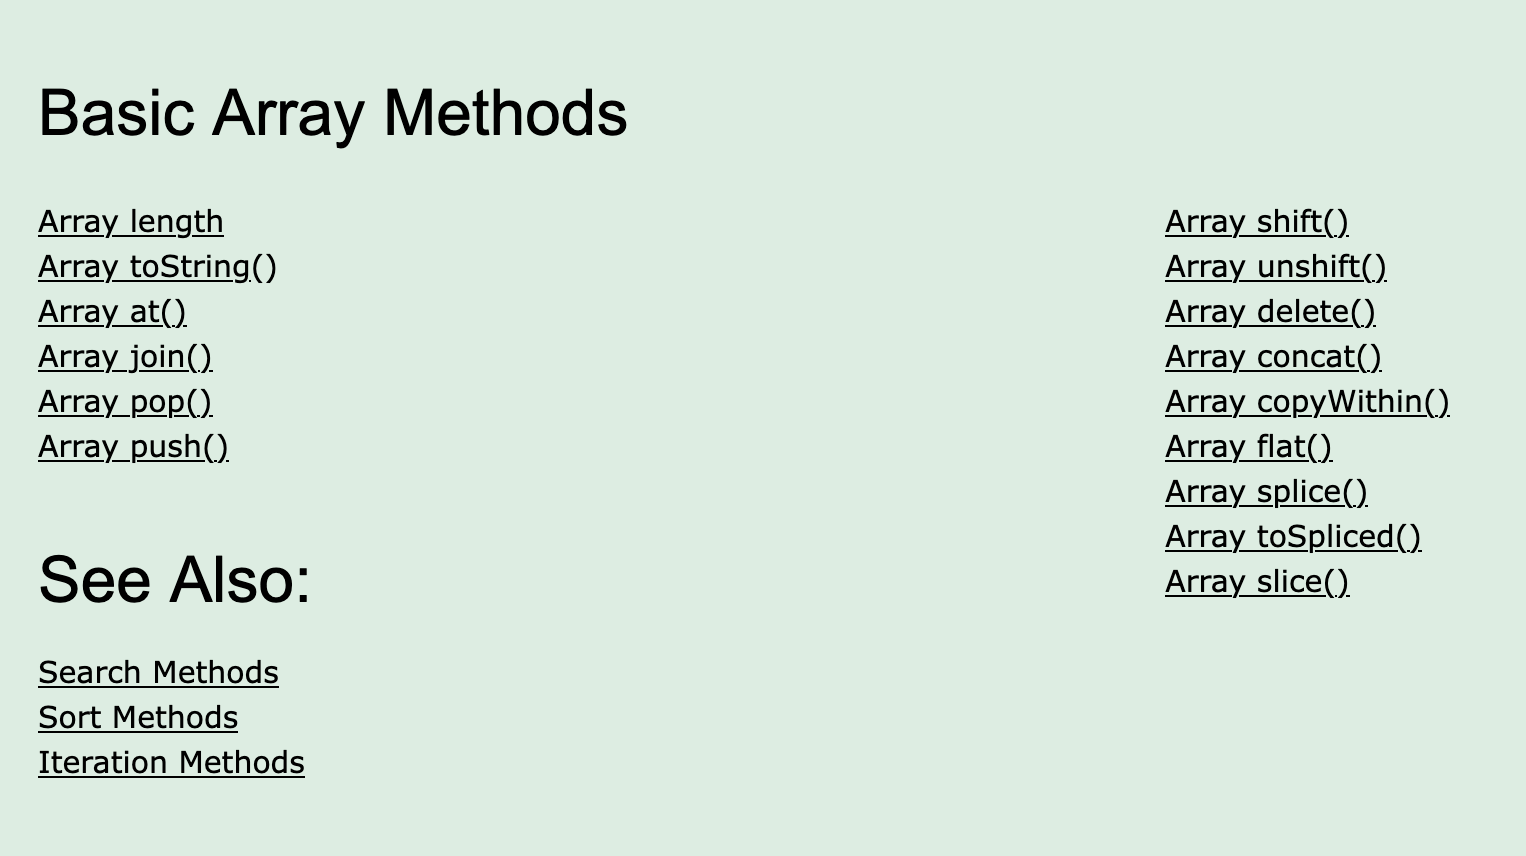 Basic Array Methods
Array length
Array toString()
Array at()
Array join()
Array pop()
Array push()
Array shift()
Array unshift()
Array delete()
Array concat()
Array copyWithin()
Array flat()
Array splice()
Array toSpliced()
Array slice()
See Also:
Search Methods
Sort Methods
Iteration Methods